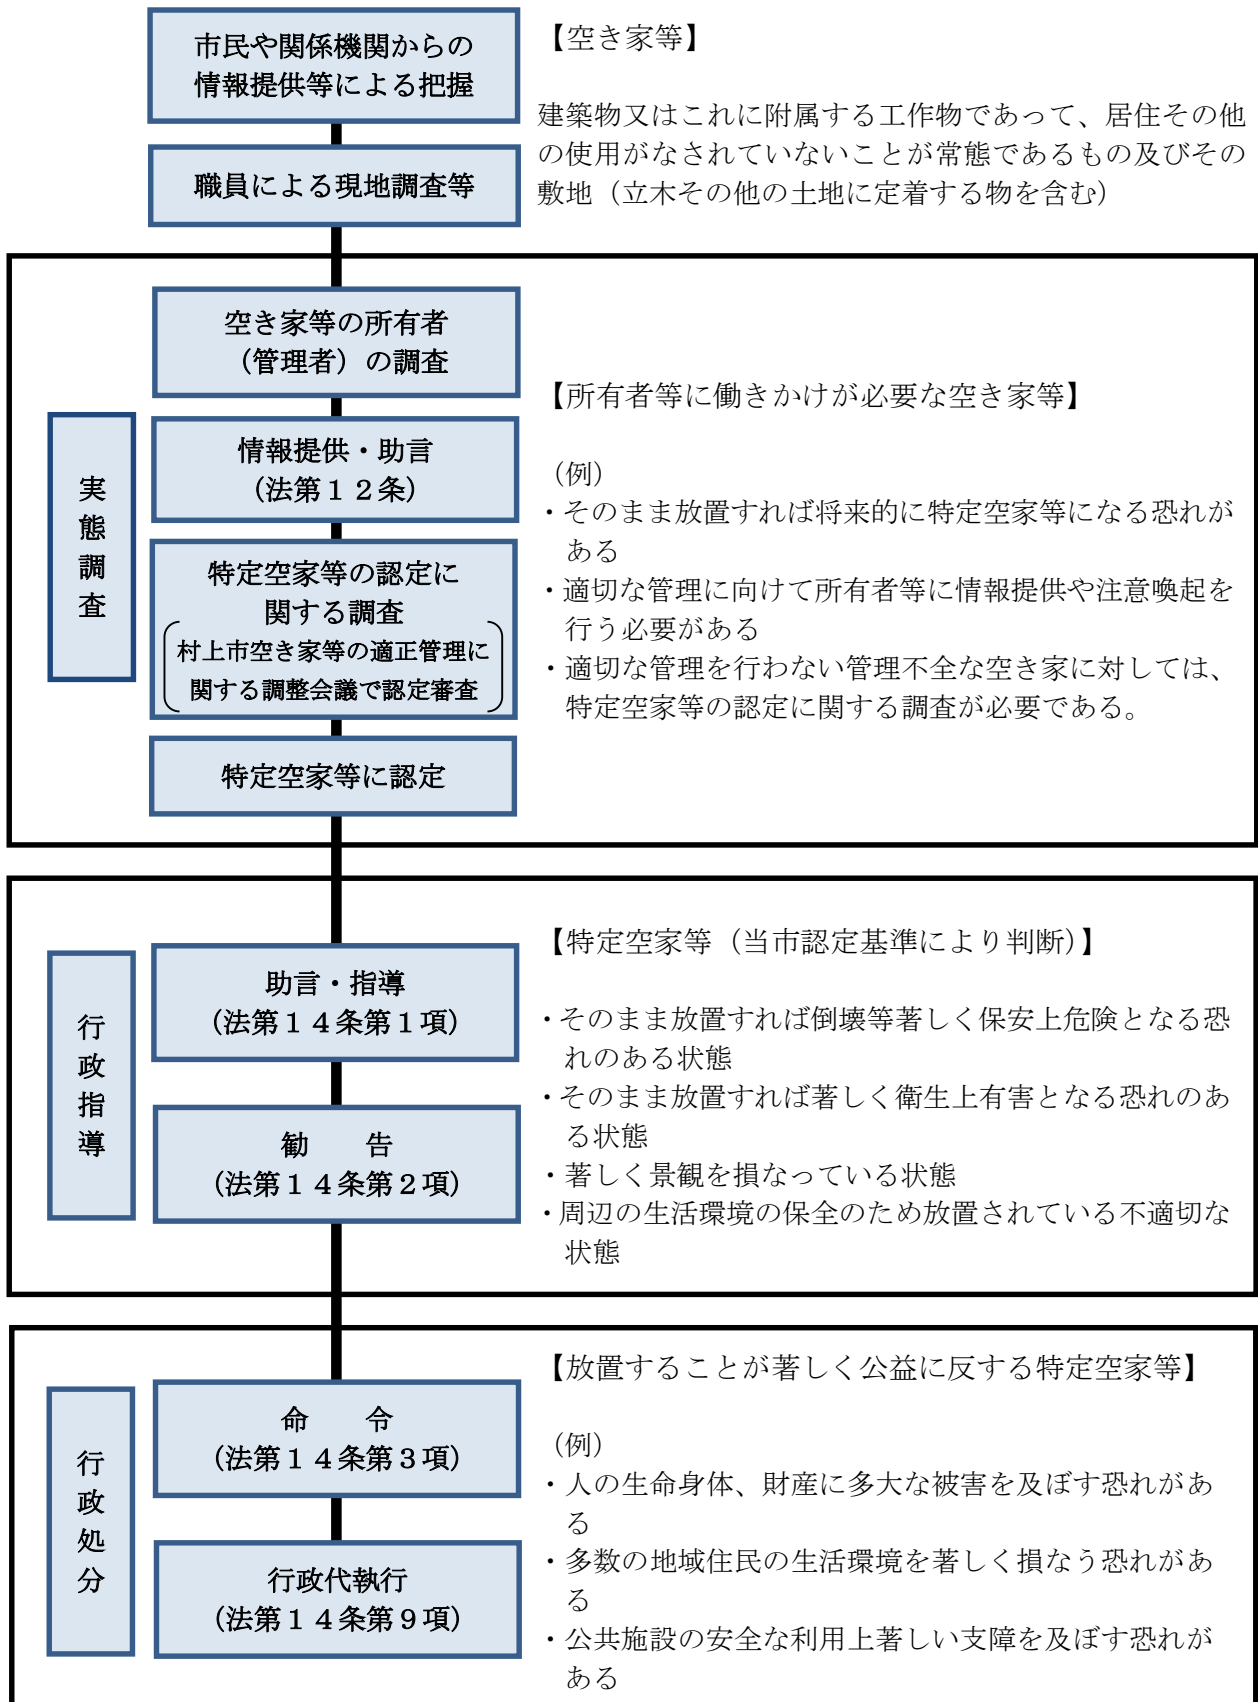 市民や関係機関からの
情報提供等による把握
職員による現地調査等
【空き家等】
建築物又はこれに附属する工作物であって、居住その他
の使用がなされていないことが常態であるもの及びその
敷地（立木その他の土地に定着する物を含む）
実態調査
空き家等の所有者
（管理者）の調査
情報提供・助言
（法第１２条）
特定空家等の認定に
関する調査
村上市空き家等の適正管理に
関する調整会議で認定審査
特定空家等に認定
【所有者等に働きかけが必要な空き家等】
（例）
・そのまま放置すれば将来的に特定空家等になる恐れが
ある
・適切な管理に向けて所有者等に情報提供や注意喚起を
行う必要がある
・適切な管理を行わない管理不全な空き家に対しては、
特定空家等の認定に関する調査が必要である。
行政指導
助言・指導
（法第１４条第１項）
勧　　告
（法第１４条第２項）
【特定空家等（当市認定基準により判断）】
・そのまま放置すれば倒壊等著しく保安上危険となる恐
れのある状態
・そのまま放置すれば著しく衛生上有害となる恐れのあ
る状態
・著しく景観を損なっている状態
・周辺の生活環境の保全のため放置されている不適切な
状態
行政処分
命　　令
（法第１４条第３項）
行政代執行
（法第１４条第９項）
【放置することが著しく公益に反する特定空家等】
（例）
・人の生命身体、財産に多大な被害を及ぼす恐れがあ
る
・多数の地域住民の生活環境を著しく損なう恐れがあ
る
・公共施設の安全な利用上著しい支障を及ぼす恐れが
ある